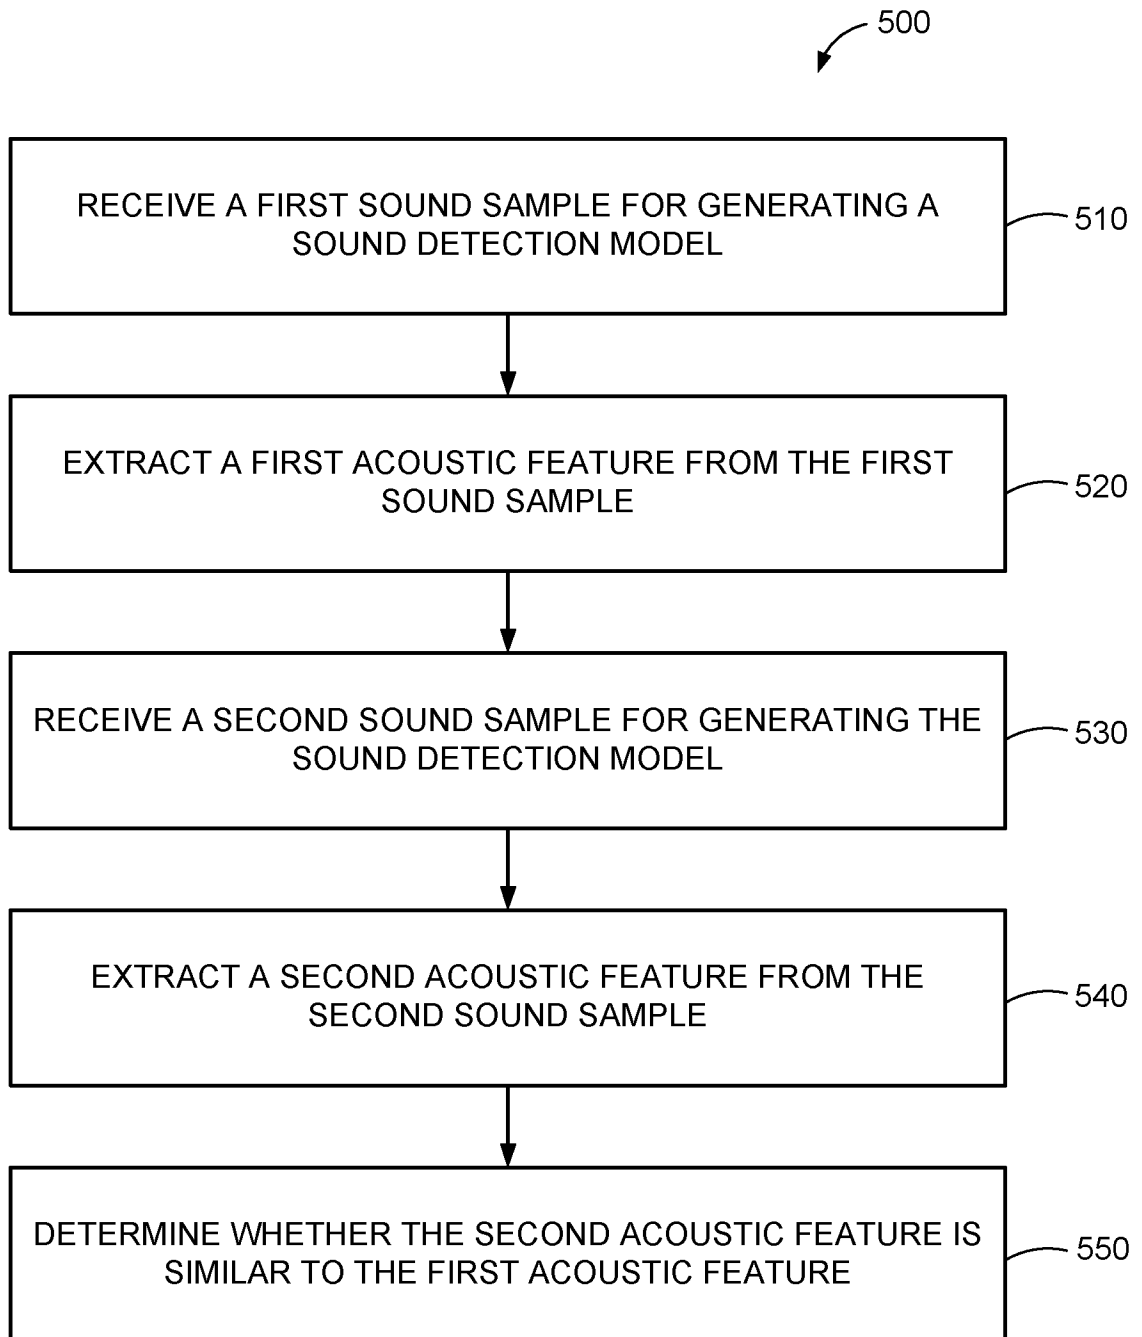 500
RECEIVE A FIRST SOUND SAMPLE FOR GENERATING A
SOUND DETECTION MODEL
510
EXTRACT A FIRST ACOUSTIC FEATURE FROM THE FIRST
SOUND SAMPLE
520
RECEIVE A SECOND SOUND SAMPLE FOR GENERATING THE
SOUND DETECTION MODEL
530
EXTRACT A SECOND ACOUSTIC FEATURE FROM THE
SECOND SOUND SAMPLE
540
DETERMINE WHETHER THE SECOND ACOUSTIC FEATURE IS
SIMILAR TO THE FIRST ACOUSTIC FEATURE
550